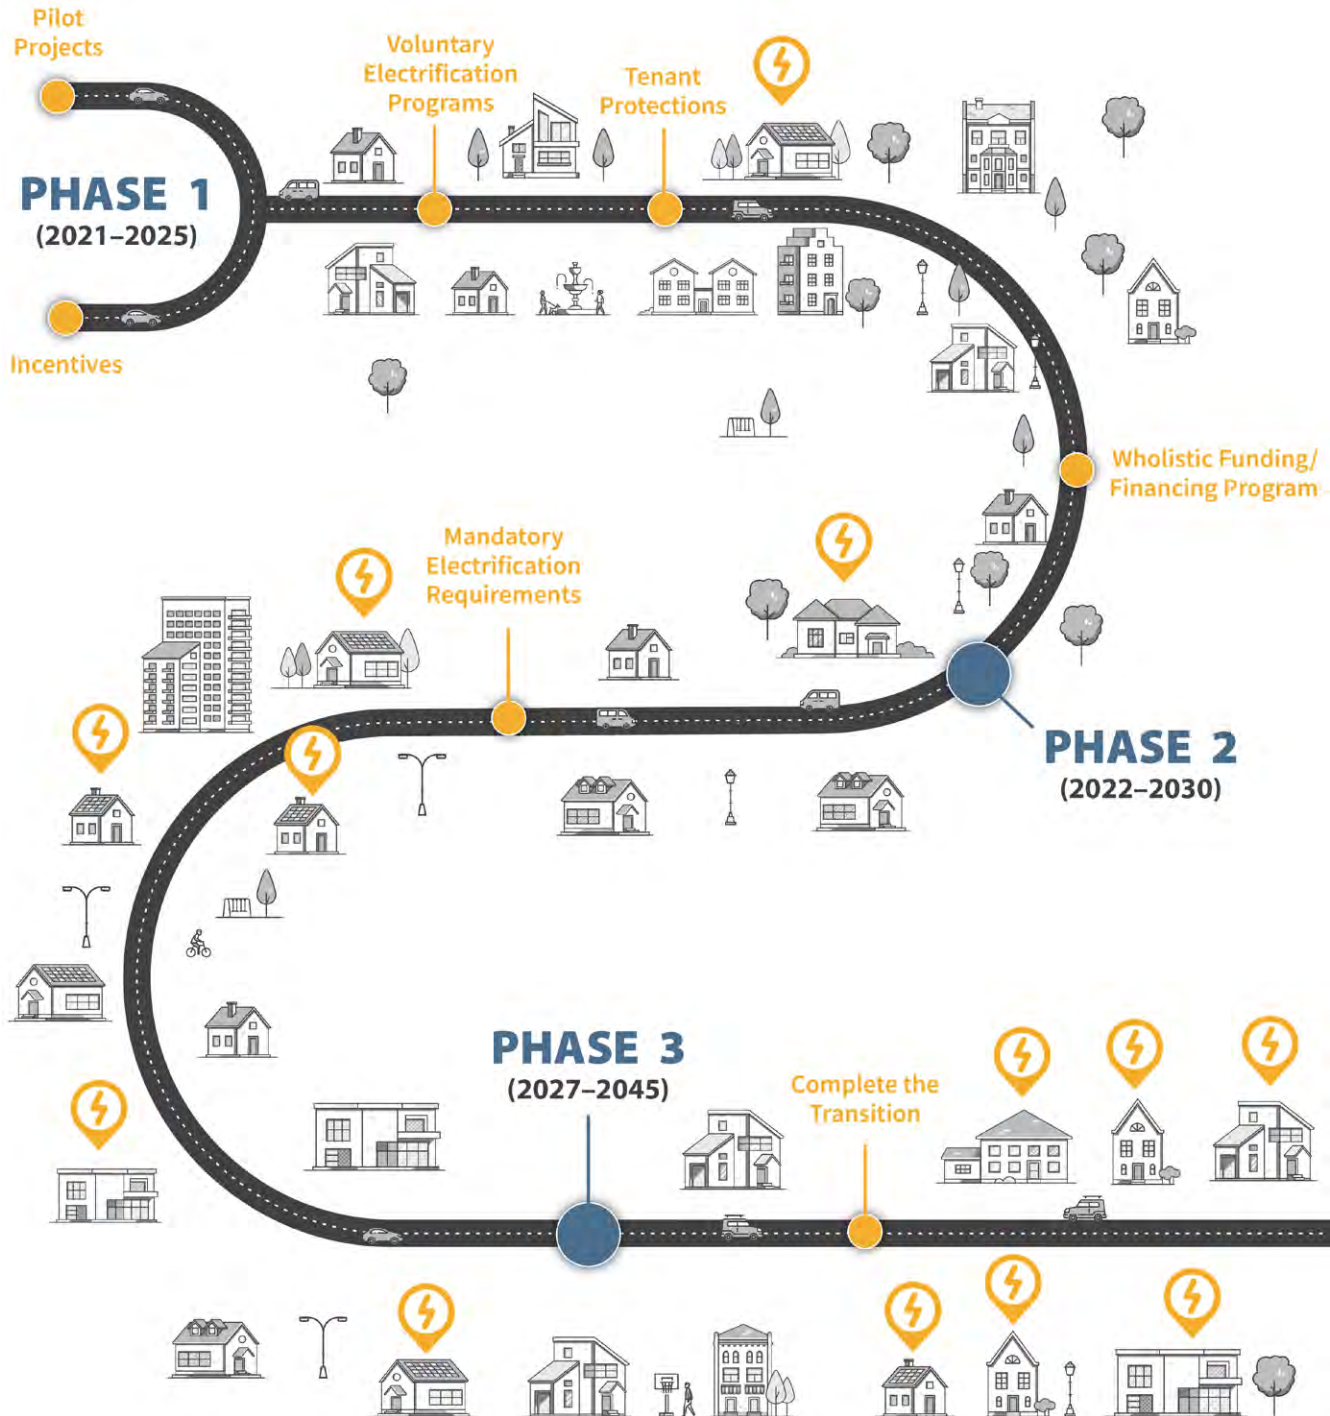 Pilot
Projects
Voluntary
Electrification
Programs
Tenant
Protections
PHASE 1
(2021–2025)
Incentives
Wholistic Funding/
Financing Program
Mandatory
Electrification
Requirements
PHASE 2
(2022–2030)
PHASE 3
(2027–2045)
Complete the
Transition